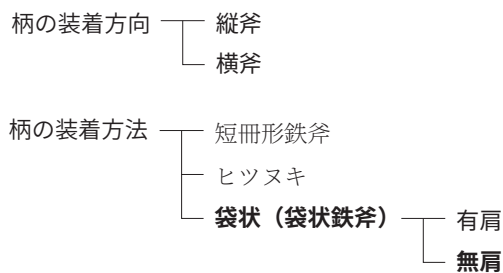 柄の装着方向 縦斧
横斧
柄の装着方法 短冊形鉄斧
ヒツヌキ
袋状（袋状鉄斧） 有肩
無肩